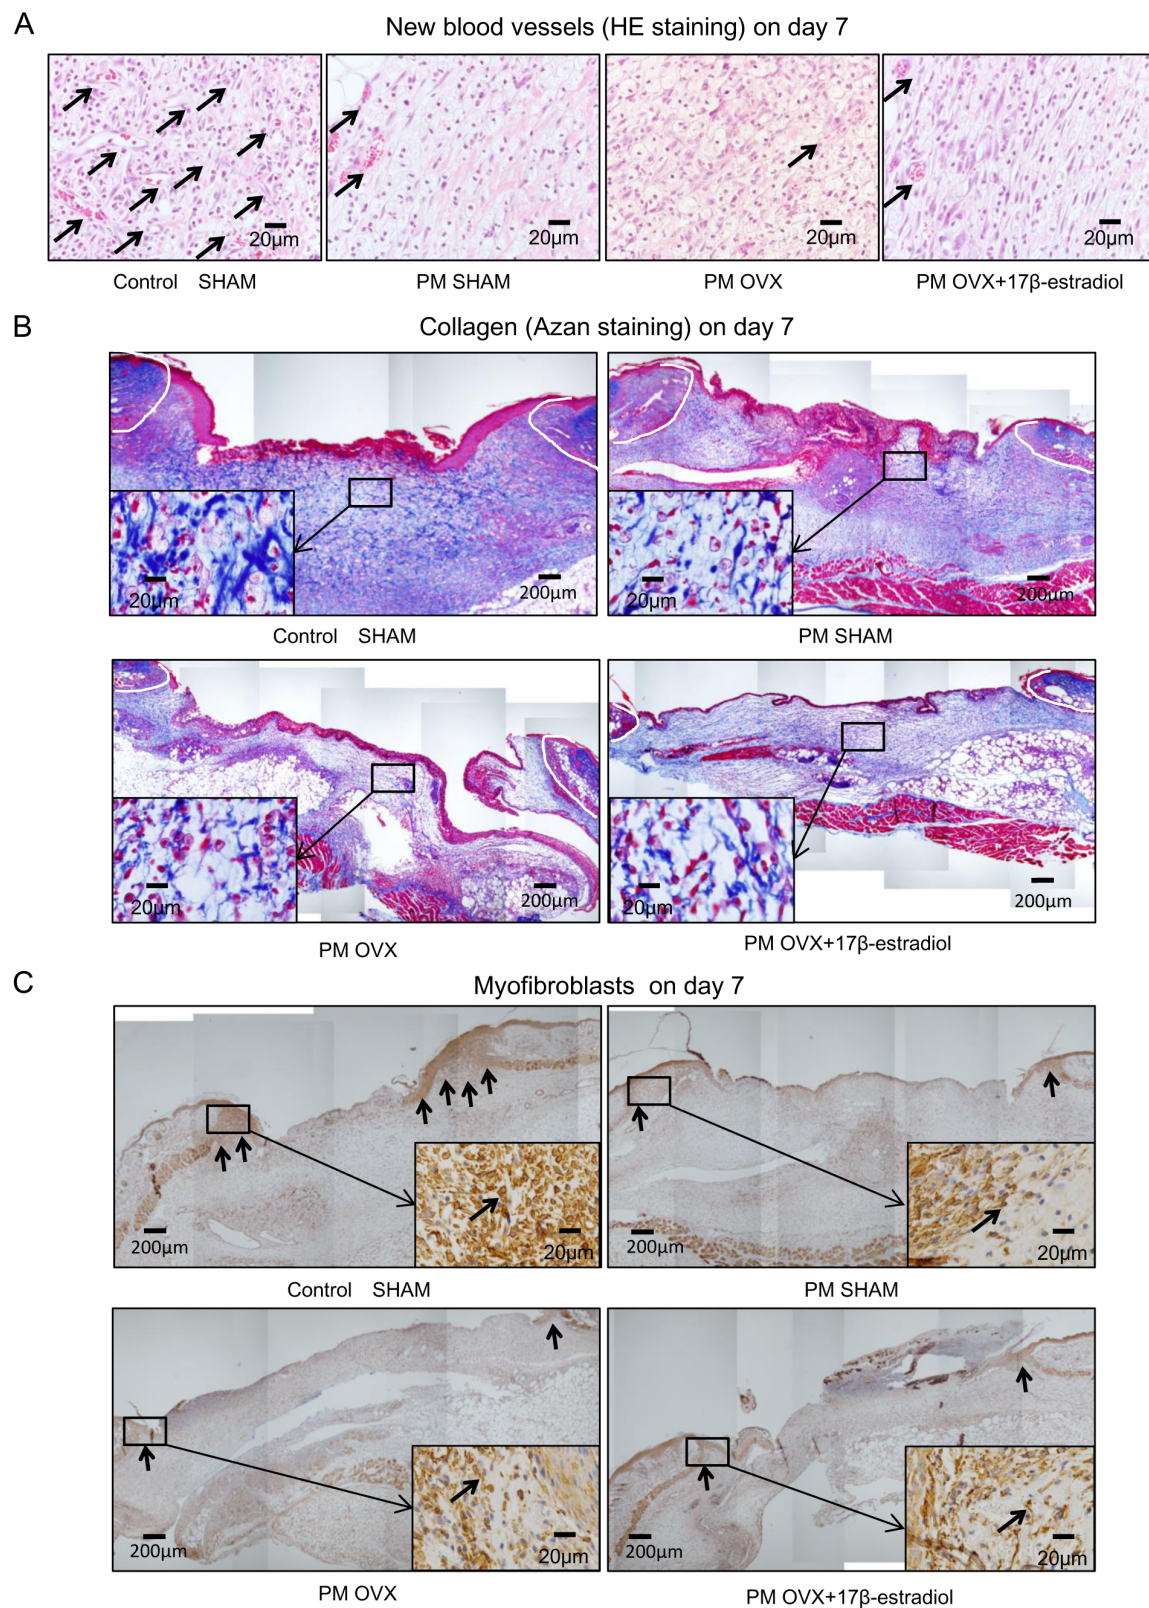 A
New blood vessels (HE staining) on day 7
20μm
20μm
20μm
20μm
Control SHAM
PM SHAM
PM OVX
PM OVX+17β-estradiol
B
Collagen (Azan staining) on day 7
20μm
200μm
20μm
200μm
Control SHAM
PM SHAM
20μm
200μm
20μm
200μm
PM OVX
PM OVX+17β-estradiol
C
Myofibroblasts on day 7
200μm
20μm
200μm
20μm
Control SHAM
PM SHAM
200μm
20μm
200μm
20μm
PM OVX
PM OVX+17β-estradiol